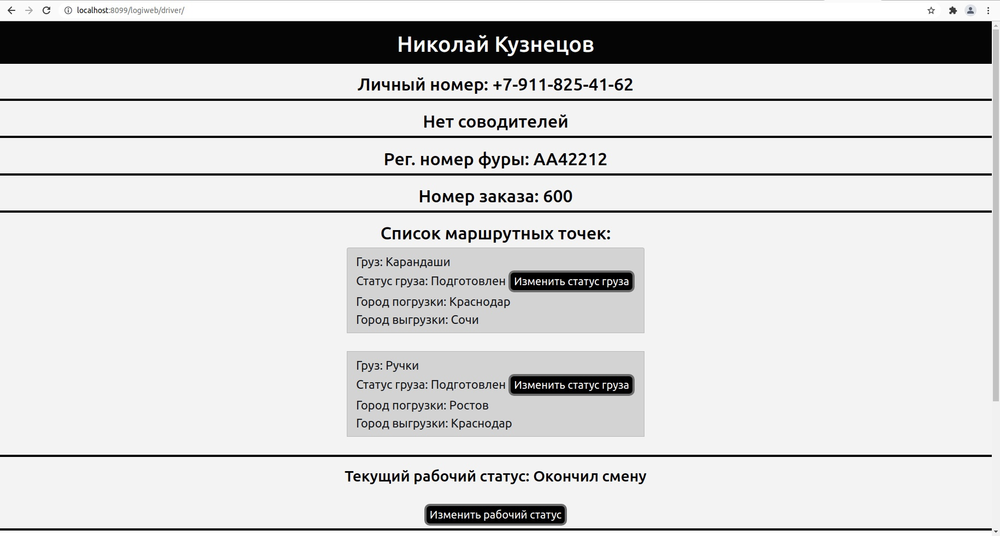 localhost:8099/logiweb/driver/
Николай Кузнецов
Личный номер: +7-911-825-41-62
Нет соводителей
Рег. номер фуры: AA42212
Номер заказа: 600
Список маршрутных точек:
Груз: Карандаши
Статус груза: Подготовлен Изменить статус груза
Город погрузки: Краснодар
Город выгрузки: Сочи
Груз: Ручки
Статус груза: Подготовлен Изменить статус груза
Город погрузки: Ростов
Город выгрузки: Краснодар
Текущий рабочий статус: Окончил смену
Изменить рабочий статус